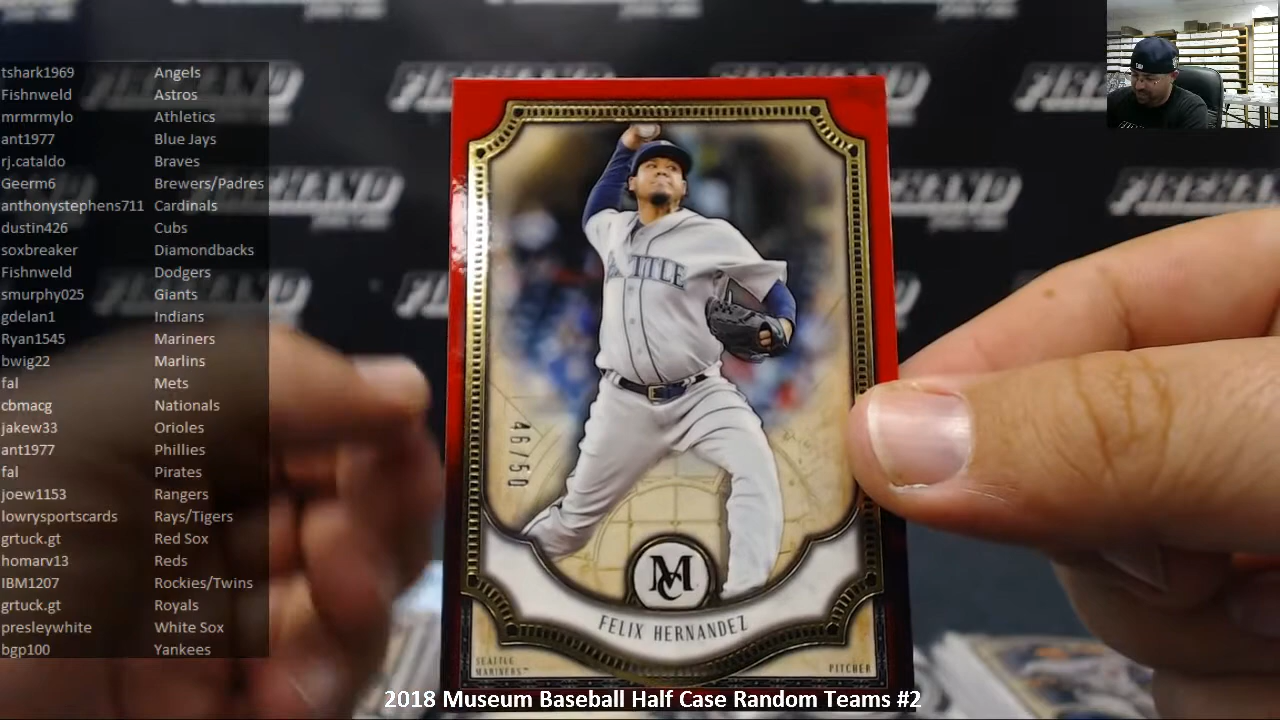 tshark1969 Angels
Fishnweld Astros
mrmrmylo Athletics
ant1977 Blue Jays
rj.cataldo Braves
Geerm6 Brewers/Padres
anthonystephens711 Cardinals
dustin426 Cubs
soxbreaker Diamondbacks
Fishnweld Dodgers
smurphy025 Giants
gdelan1 Indians
Ryan1545 Mariners
bwig22 Marlins
fal Mets
cbmacg Nationals
jakew33 Orioles
ant1977 Phillies
fal Pirates
joew1153 Rangers
lowrysportscards Rays/Tigers
grtuck.gt Red Sox
homarv13 Reds
IBM1207 Rockies/Twins
grtuck.gt Royals
presleywhite White Sox
bgp100 Yankees
FIREHAND
46/50
MC
FELIX HERNANDEZ
SEATTLE
MARINERS™
PITCHER
2018 Museum Baseball Half Case Random Teams #2